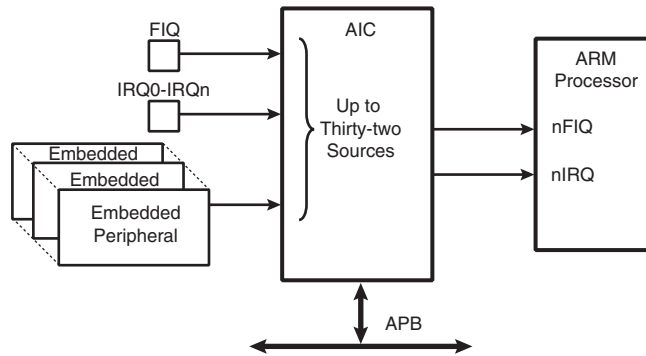 FIQ
AIC
IRQ0-IRQn
Up to
Thirty-two
Sources
ARM
Processor
nFIQ
nIRQ
Embedded
Embedded
Embedded
Peripheral
APB